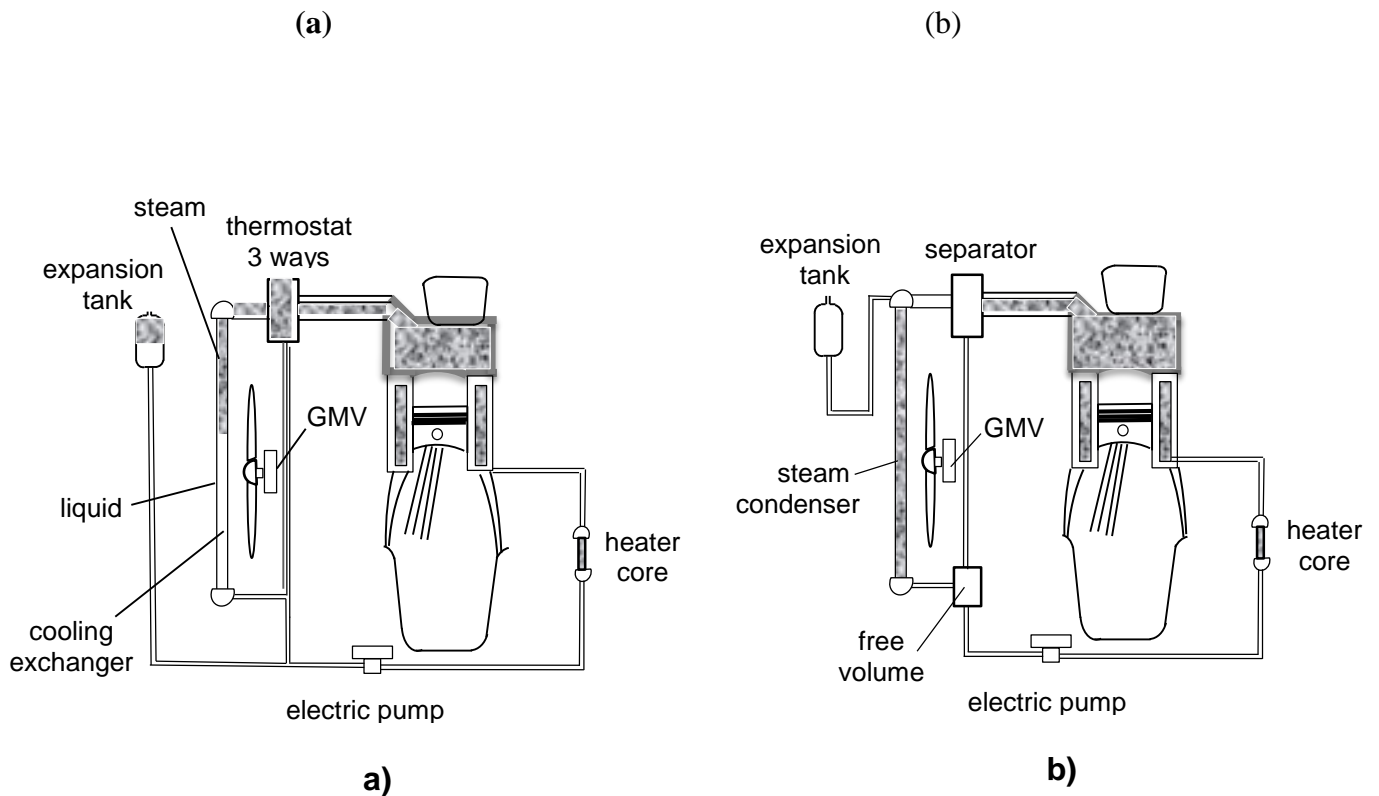 (a)
(b)
steam
thermostat
3 ways
expansion
tank
GMV
liquid
cooling
exchanger
heater
core
electric pump
a)
expansion
tank
separator
GMV
steam
condenser
heater
core
free
volume
electric pump
b)